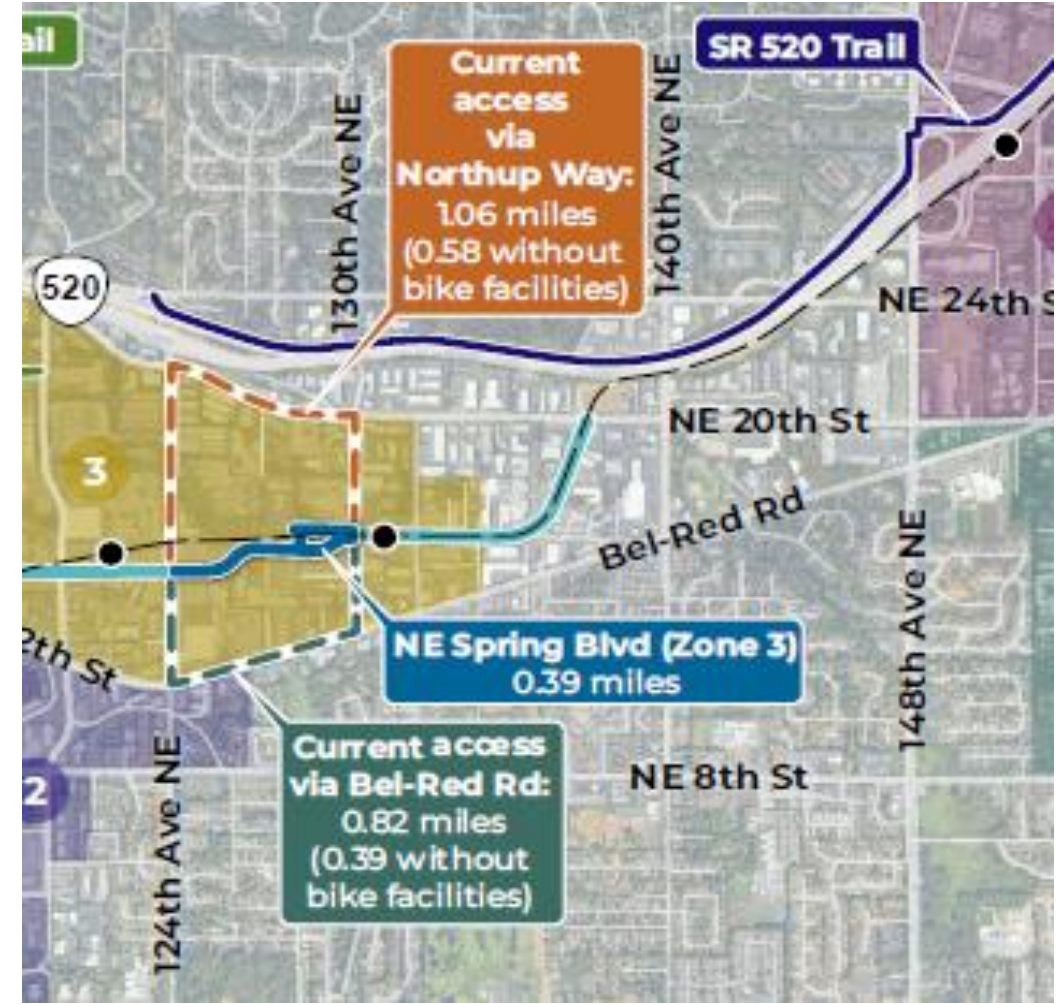 ail
Current
access
via
Northup Way:
1.06 miles
(0.58 without
bike facilities)
SR 520 Trail
130th Ave NE
140th Ave NE
520
NE 24th S
NE 20th St
3
Bel-Red Rd
148th Ave NE
2th St
NE Spring Blvd (Zone 3)
0.39 miles
Current access
via Bel-Red Rd:
0.82 miles
(0.39 without
bike facilities)
NE 8th St
2
124th Ave NE